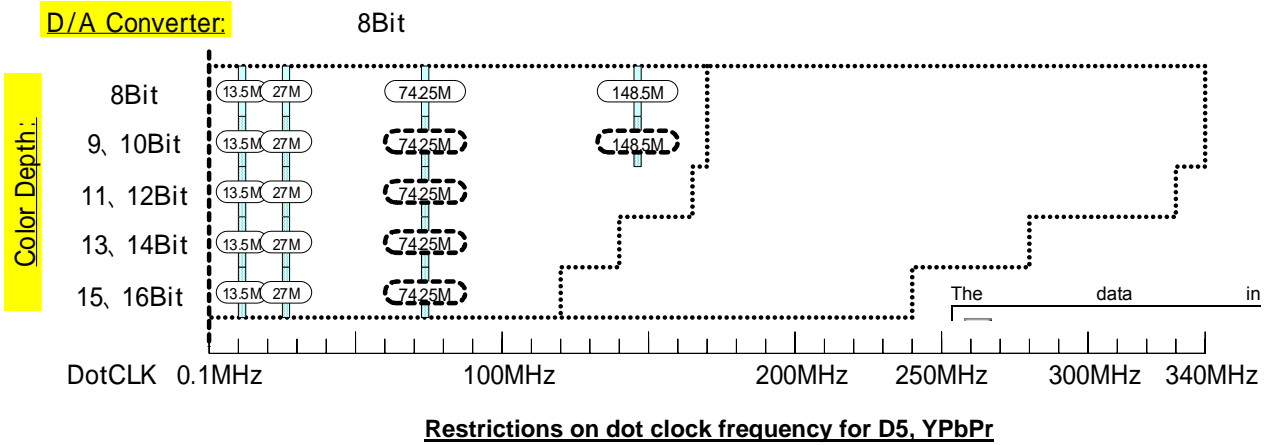 D/A Converter: 8Bit
Color Depth:
8Bit 13.5M 27M 74.25M 148.5M
9、10Bit 13.5M 27M 74.25M 148.5M
11、12Bit 13.5M 27M 74.25M
13、14Bit 13.5M 27M 74.25M
15、16Bit 13.5M 27M 74.25M
The data in
DotCLK 0.1MHz 100MHz 200MHz 250MHz 300MHz 340MHz
Restrictions on dot clock frequency for D5, YPbPr